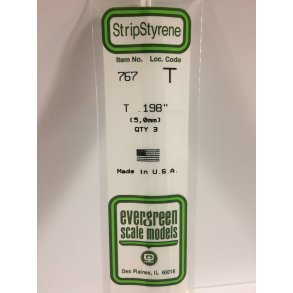 StripStyrene
Item No. Loc. Code
767 T
T .198"
(5,0mm)
QTY 3
Made in U.S.A.
evergreen
scale models
Des Plaines, IL 60018